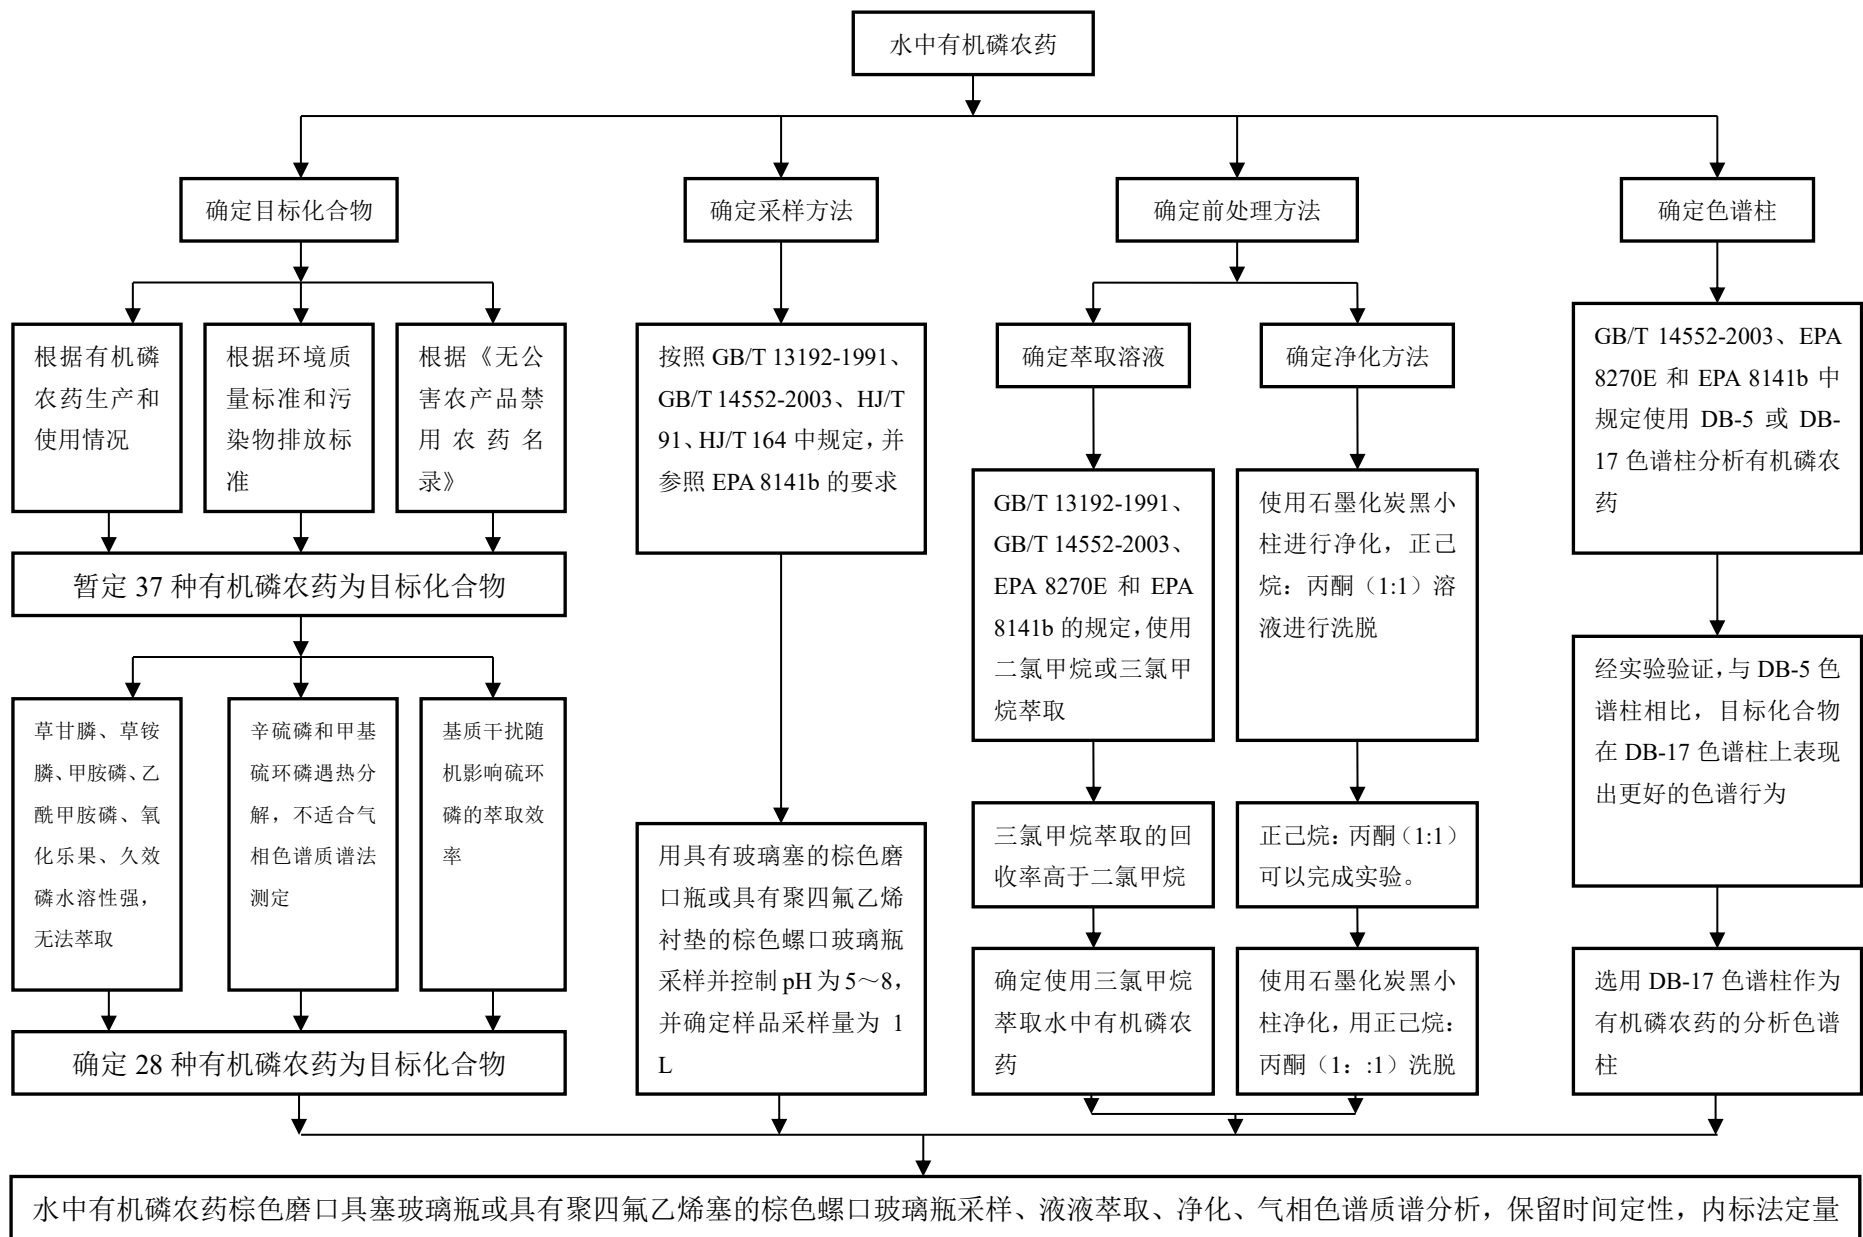 水中有机磷农药
确定目标化合物
确定采样方法
确定前处理方法
确定色谱柱
根据有机磷
农药生产和
使用情况
根据环境质
量标准和污
染物排放标
准
根据《无公
害农产品禁
用农药名
录》
暂定 37 种有机磷农药为目标化合物
草甘膦、草铵
膦、甲胺磷、乙
酰甲胺磷、氧
化乐果、久效
磷水溶性强，
无法萃取
辛硫磷和甲基
硫环磷遇热分
解，不适合气
相色谱质谱法
测定
基质干扰随
机影响硫环
磷的萃取效
率
确定 28 种有机磷农药为目标化合物
按照 GB/T 13192-1991、
GB/T 14552-2003、HJ/T
91、HJ/T 164 中规定，并
参照 EPA 8141b 的要求
用具有玻璃塞的棕色磨
口瓶或具有聚四氟乙烯
衬垫的棕色螺口玻璃瓶
采样并控制 pH 为 5～8，
并确定样品采样量为 1
L
确定萃取溶液
GB/T 13192-1991、
GB/T 14552-2003、
EPA 8270E 和 EPA
8141b 的规定，使用
二氯甲烷或三氯甲
烷萃取
三氯甲烷萃取的回
收率高于二氯甲烷
确定使用三氯甲烷
萃取水中有机磷农
药
确定净化方法
使用石墨化炭黑小
柱进行净化，正己
烷：丙酮（1:1）溶
液进行洗脱
正己烷：丙酮（1:1）
可以完成实验。
使用石墨化炭黑小
柱净化，用正己烷：
丙酮（1：:1）洗脱
GB/T 14552-2003、EPA
8270E 和 EPA 8141b 中
规定使用 DB-5 或 DB-
17 色谱柱分析有机磷农
药
经实验验证，与 DB-5 色
谱柱相比，目标化合物
在 DB-17 色谱柱上表现
出更好的色谱行为
选用 DB-17 色谱柱作为
有机磷农药的分析色谱
柱
水中有机磷农药棕色磨口具塞玻璃瓶或具有聚四氟乙烯塞的棕色螺口玻璃瓶采样、液液萃取、净化、气相色谱质谱分析，保留时间定性，内标法定量